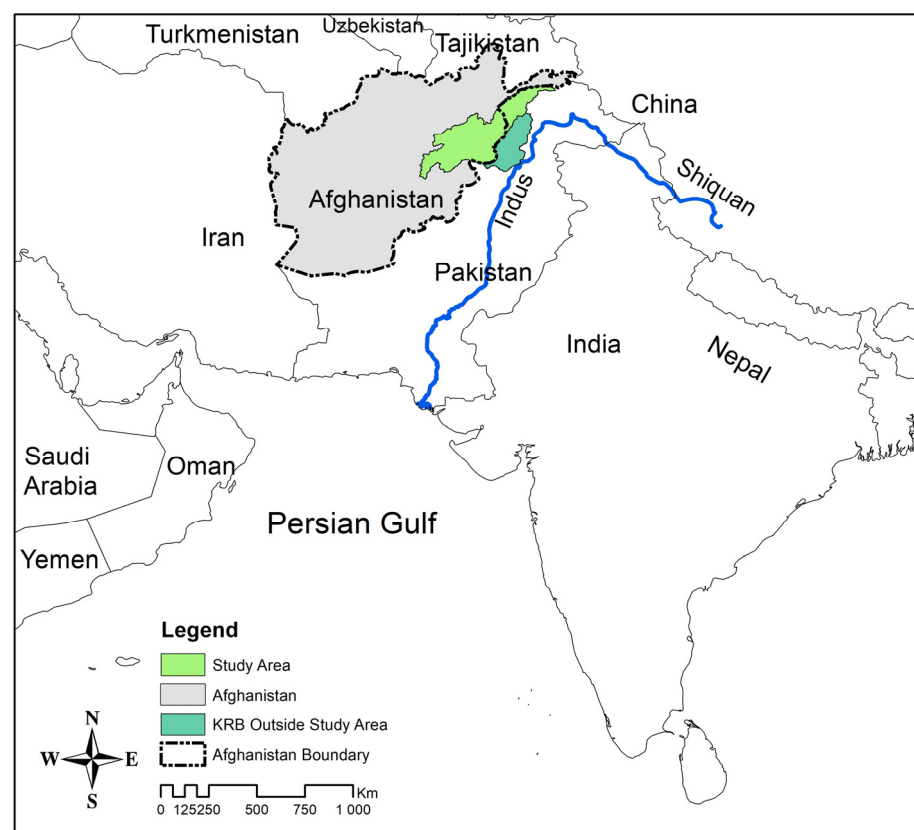 Turkmenistan
Uzbekistan
Tajikistan
China
Shiquan
Afghanistan
Indus
Iran
Pakistan
India
Nepal
Saudi
Arabia
Oman
Persian Gulf
Yemen
Legend
Study Area
Afghanistan
KRB Outside Study Area
Afghanistan Boundary
N
W
E
S
Km
0 125250 500 750 1 000